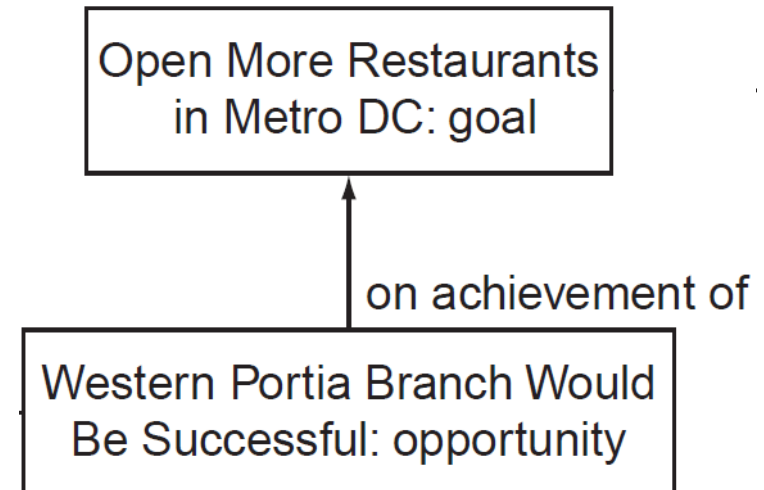 Open More Restaurants
in Metro DC: goal
on achievement of
Western Portia Branch Would
Be Successful: opportunity